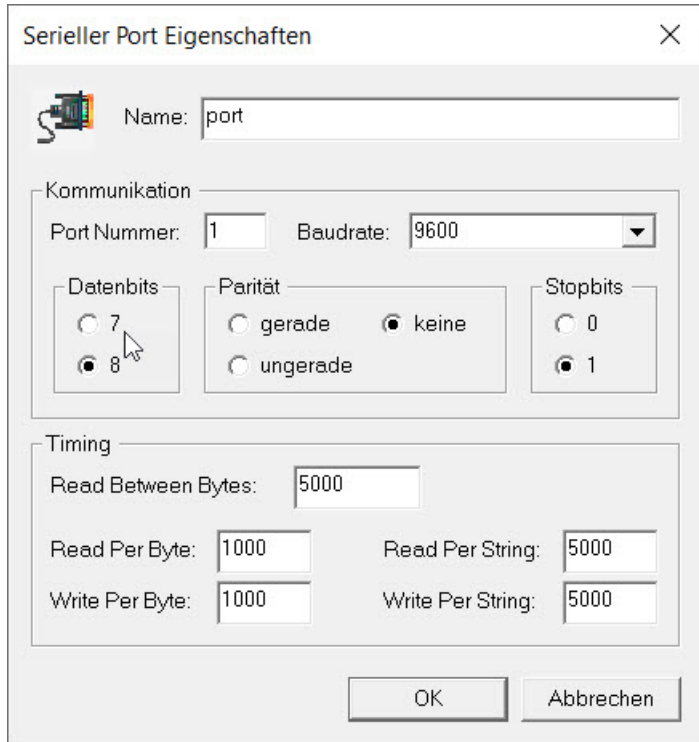 Serieller Port Eigenschaften
Name: port
Kommunikation
Port Nummer: 1 Baudrate: 9600
Datenbits Parität Stopbits
7 gerade keine 0
8 ungerade 1
Timing
Read Between Bytes: 5000
Read Per Byte: 1000 Read Per String: 5000
Write Per Byte: 1000 Write Per String: 5000
OK Abbrechen